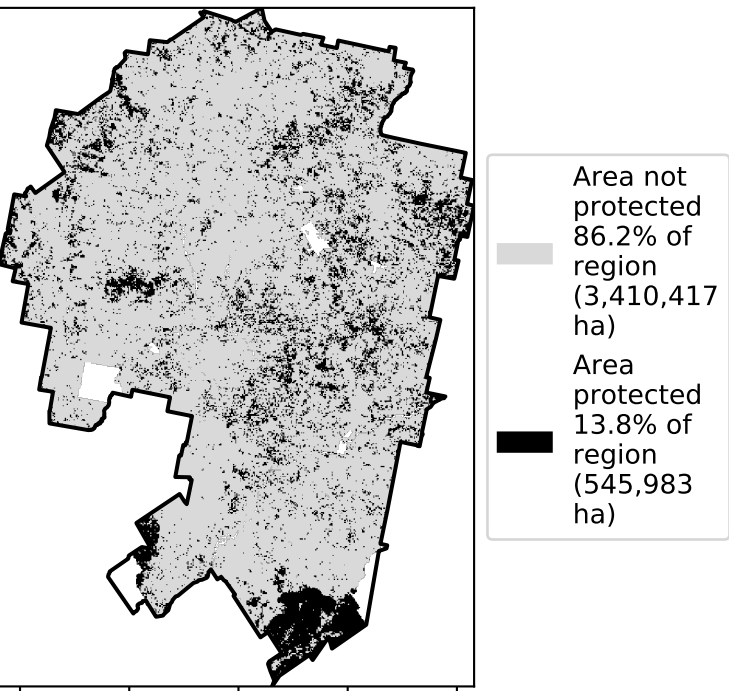 Area not
protected
86.2% of
region
(3,410,417
ha)
Area
protected
13.8% of
region
(545,983
ha)